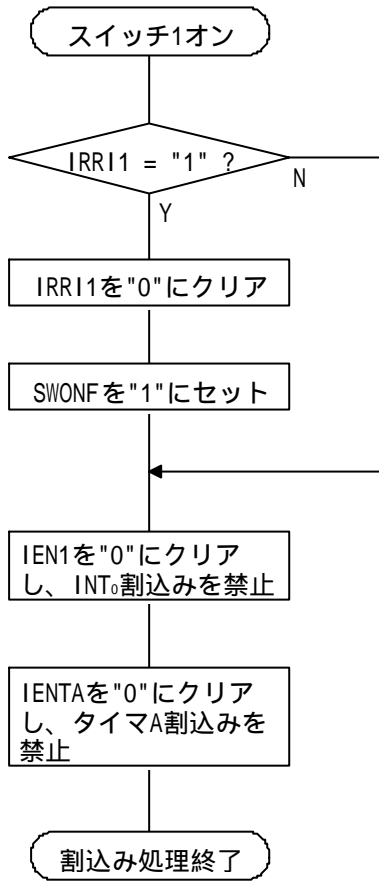 スイッチ1オン
IRRI1 = "1" ?
N
Y
IRRI1を"0"にクリア
SWONFを"1"にセット
IEN1を"0"にクリア
し、INT₀割込みを禁止
IENTAを"0"にクリア
し、タイマA割込みを
禁止
割込み処理終了